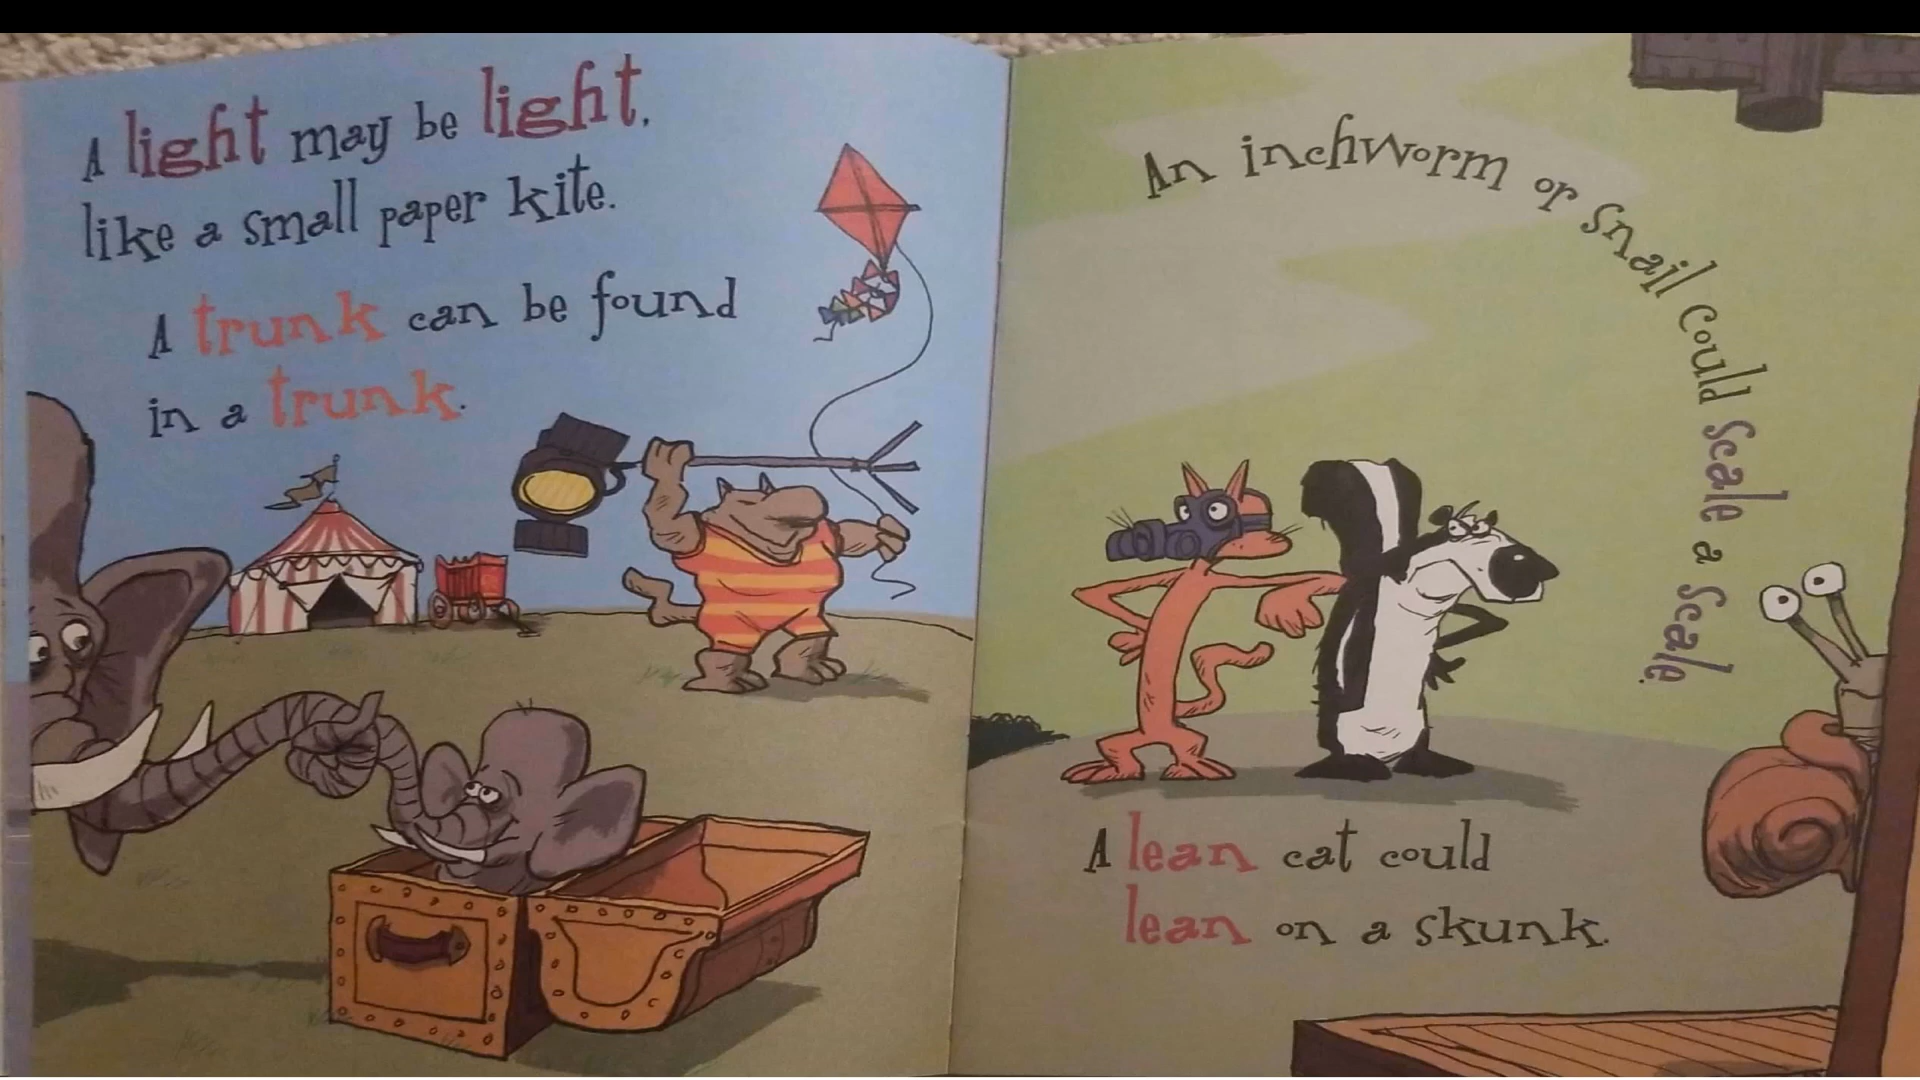 A light may be light,
like a small paper kite.
A trunk can be found
in a trunk.
An inchworm or snail could scale a scale.
A lean cat could
lean on a skunk.